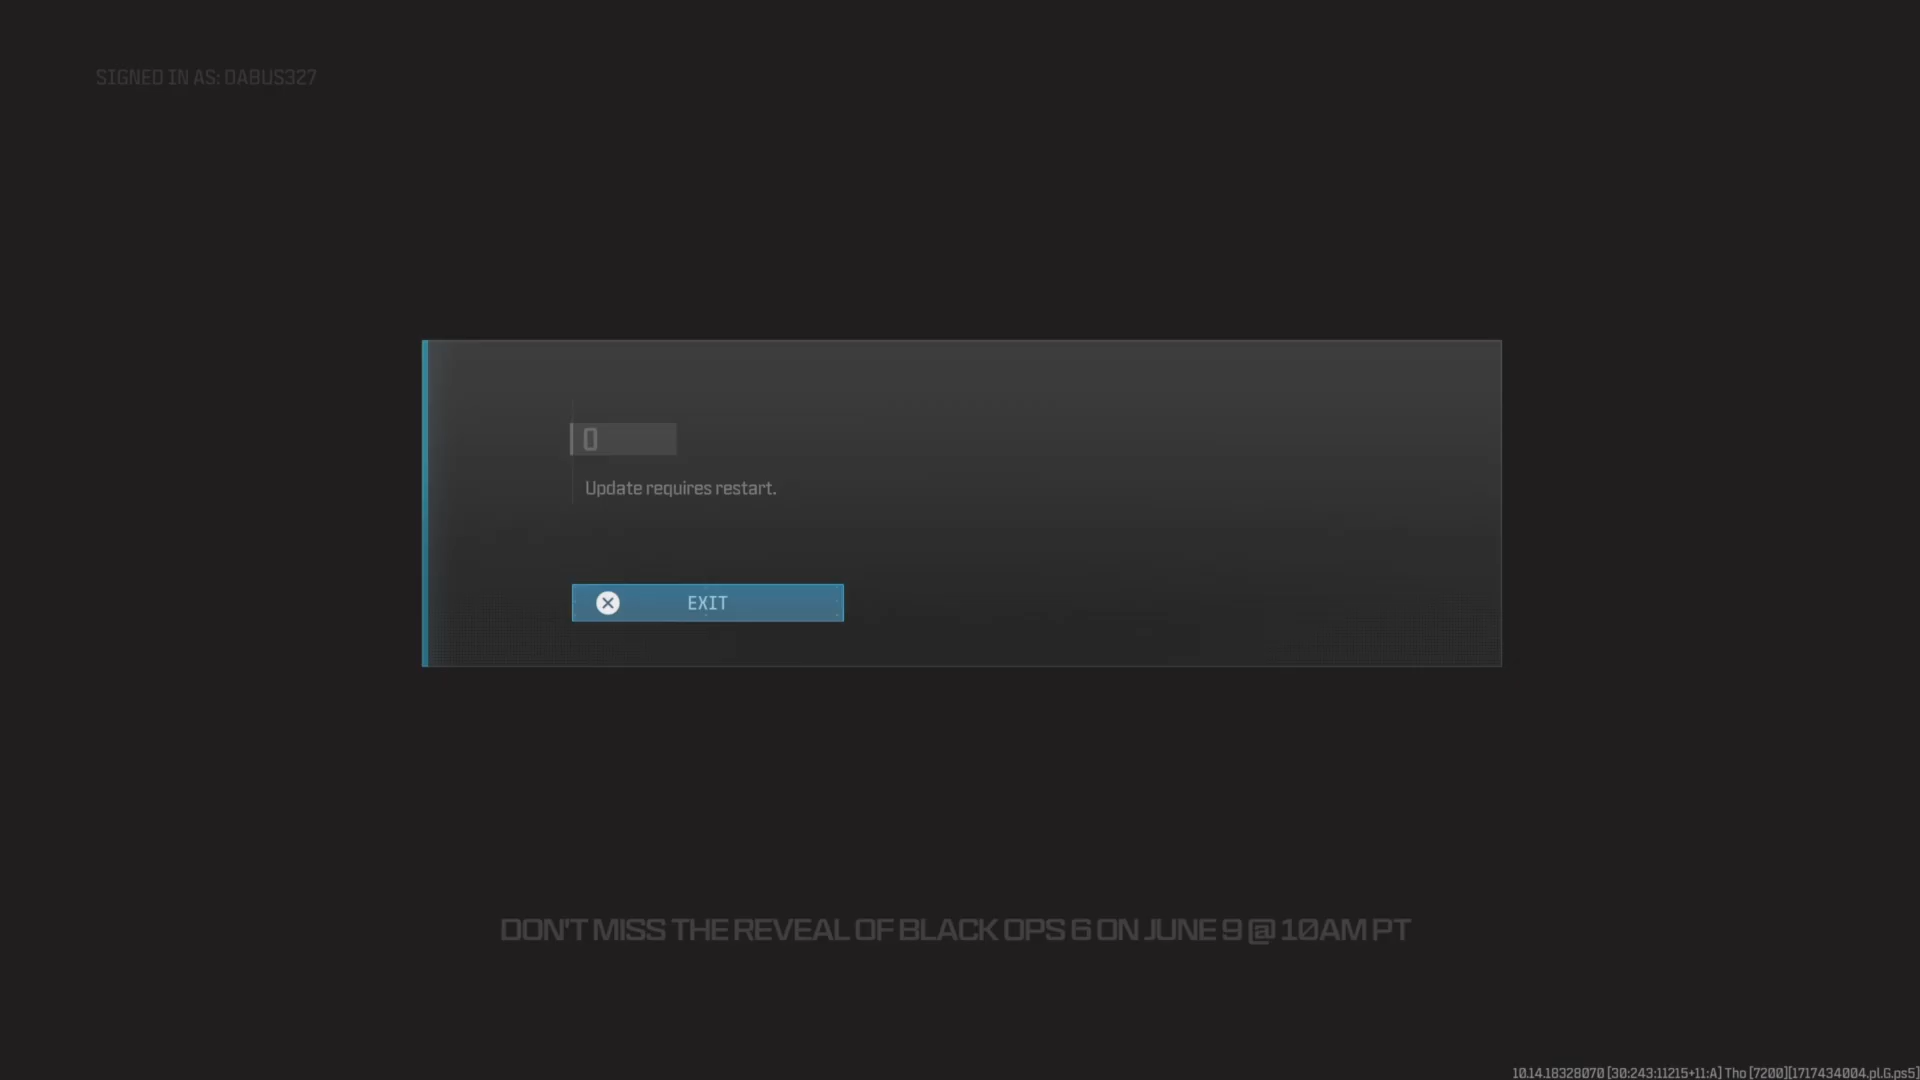 SIGNED IN AS: DABUS327
0
Update requires restart.
EXIT
DON'T MISS THE REVEAL OF BLACK OPS 6 ON JUNE 9 @ 10AM PT
10.14.18328070 [30:243:11215+11:A] Tho [7200][1717434004.pl.G.ps5]